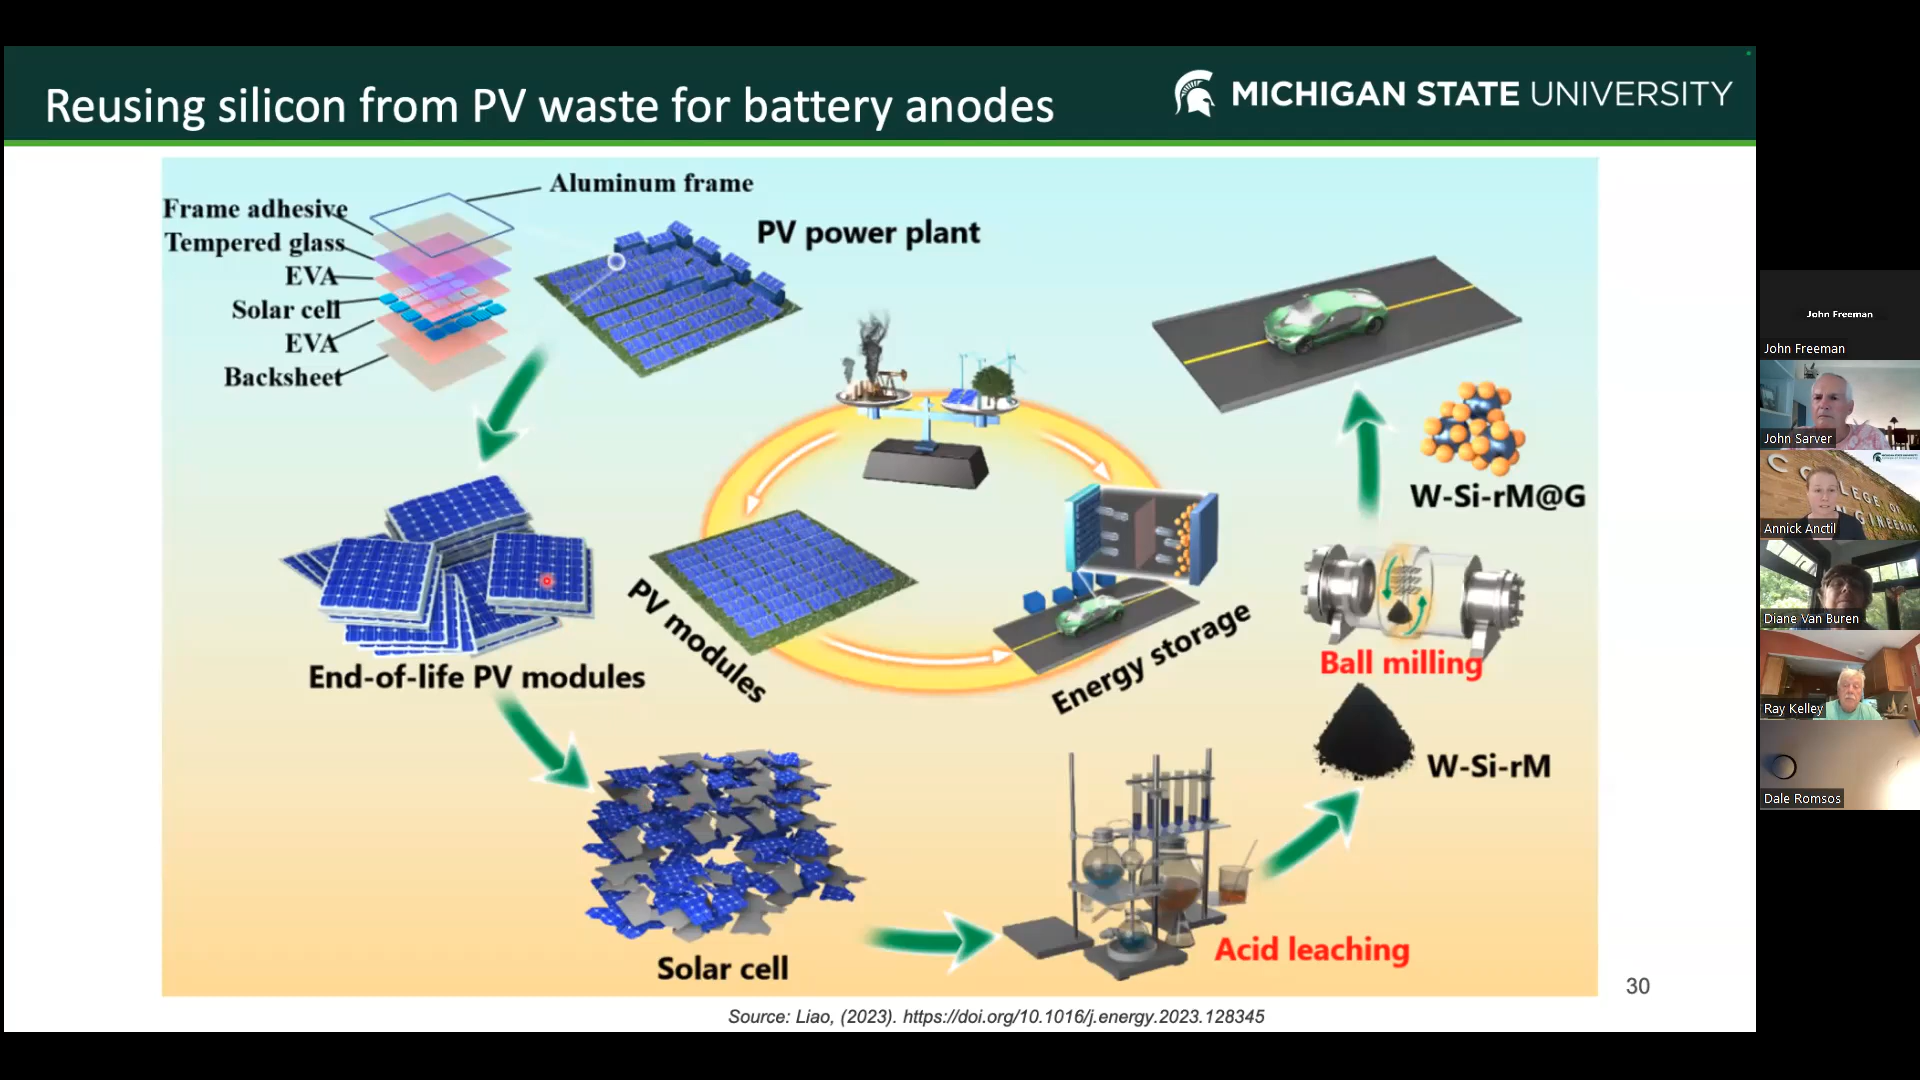 Reusing silicon from PV waste for battery anodes
MICHIGAN STATE UNIVERSITY
Aluminum frame
Frame adhesive
Tempered glass
EVA
Solar cell
EVA
Backsheet
PV power plant
W-Si-rM@G
End-of-life PV modules
PV modules
Energy storage
Ball milling
W-Si-rM
Solar cell
Acid leaching
30
Source: Liao, (2023). https://doi.org/10.1016/j.energy.2023.128345
John Freeman
John Freeman
John Sarver
Annick Anctil
Diane Van Buren
Ray Kelley
Dale Romsos